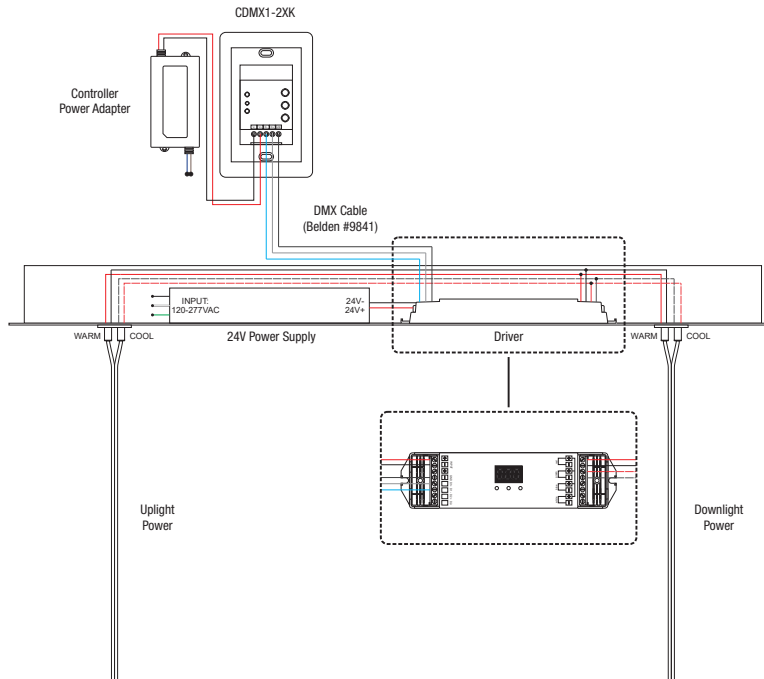 CDMX1-2XK
Controller
Power Adapter
DMX Cable
(Belden #9841)
INPUT:
120-277VAC
24V-
24V+
WARM
COOL
24V Power Supply
Driver
WARM
COOL
Uplight
Power
Downlight
Power